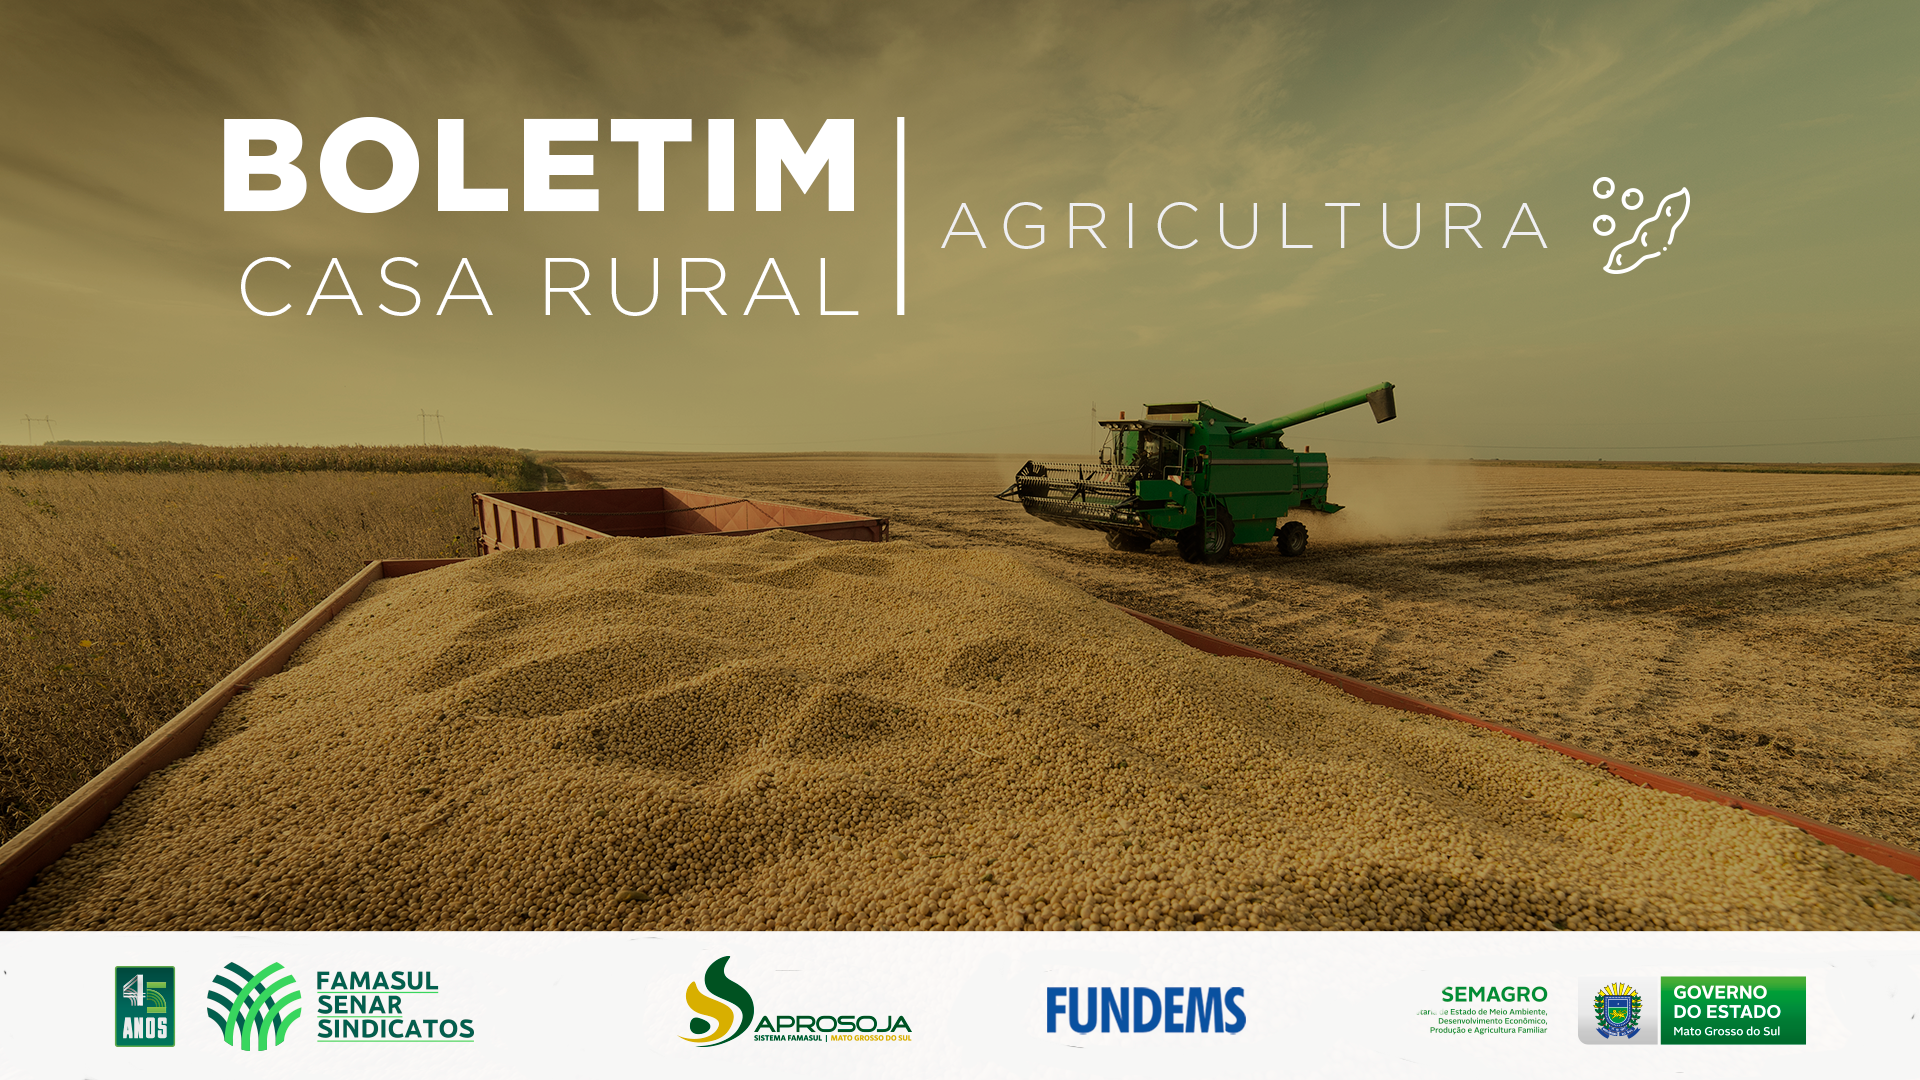 BOLETIM
CASA RURAL
AGRICULTURA
45
ANOS
FAMASUL
SENAR
SINDICATOS
APROSOJA
SISTEMA FAMASUL | MATO GROSSO DO SUL
FUNDEMS
SEMAGRO
de Estado de Meio Ambiente,
Desenvolvimento Econômico,
Produção e Agricultura Familiar
GOVERNO
DO ESTADO
Mato Grosso do Sul